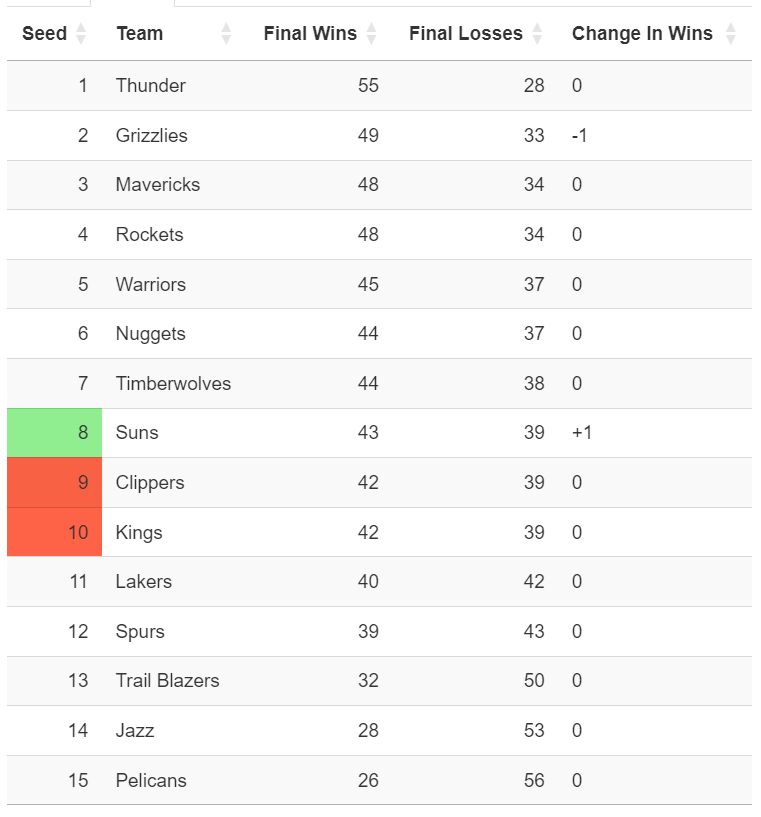 Seed Team Final Wins Final Losses Change In Wins
1 Thunder 55 28 0
2 Grizzlies 49 33 -1
3 Mavericks 48 34 0
4 Rockets 48 34 0
5 Warriors 45 37 0
6 Nuggets 44 37 0
7 Timberwolves 44 38 0
8 Suns 43 39 +1
9 Clippers 42 39 0
10 Kings 42 39 0
11 Lakers 40 42 0
12 Spurs 39 43 0
13 Trail Blazers 32 50 0
14 Jazz 28 53 0
15 Pelicans 26 56 0